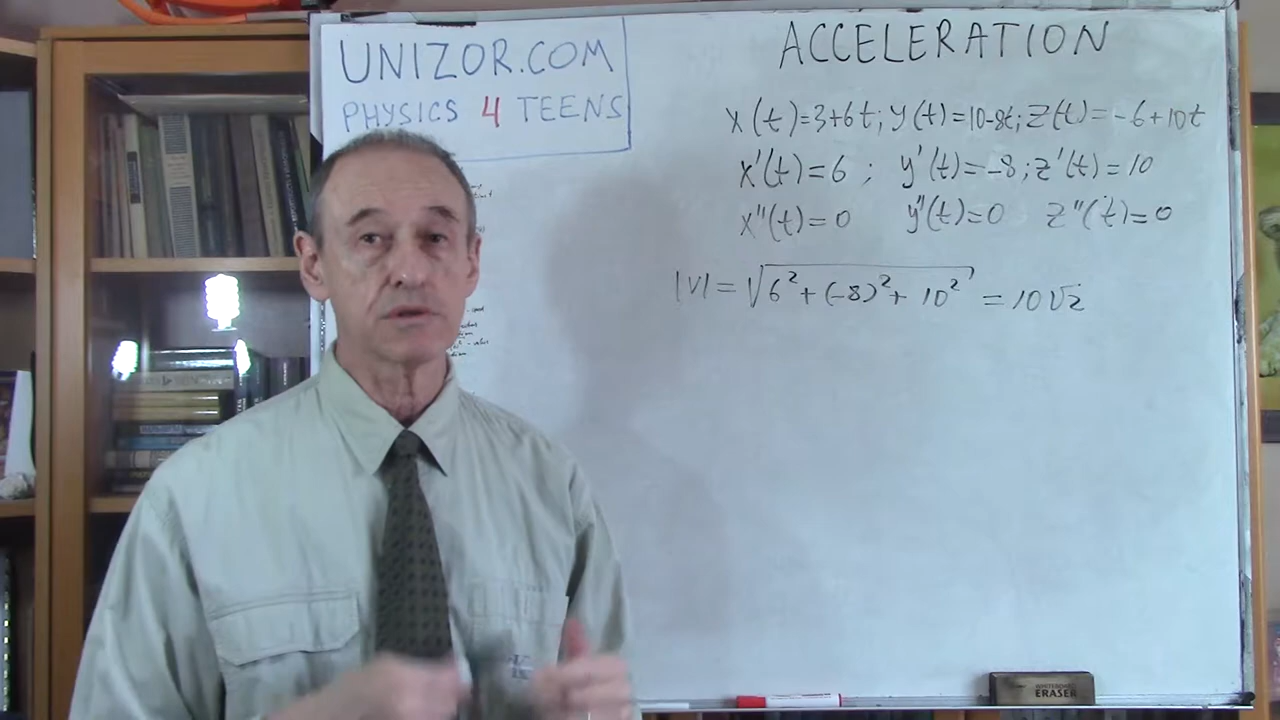 UNIZOR.COM
PHYSICS 4 TEENS
ACCELERATION
x(t)=3+6t; y(t)=10-8t; z(t)=-6+10t
x'(t)=6 ; y'(t)=-8; z'(t)=10
x''(t)=0 y''(t)=0 z''(t)=0
|V|=√6²+(-8)²+10² = 10√2
ERASER